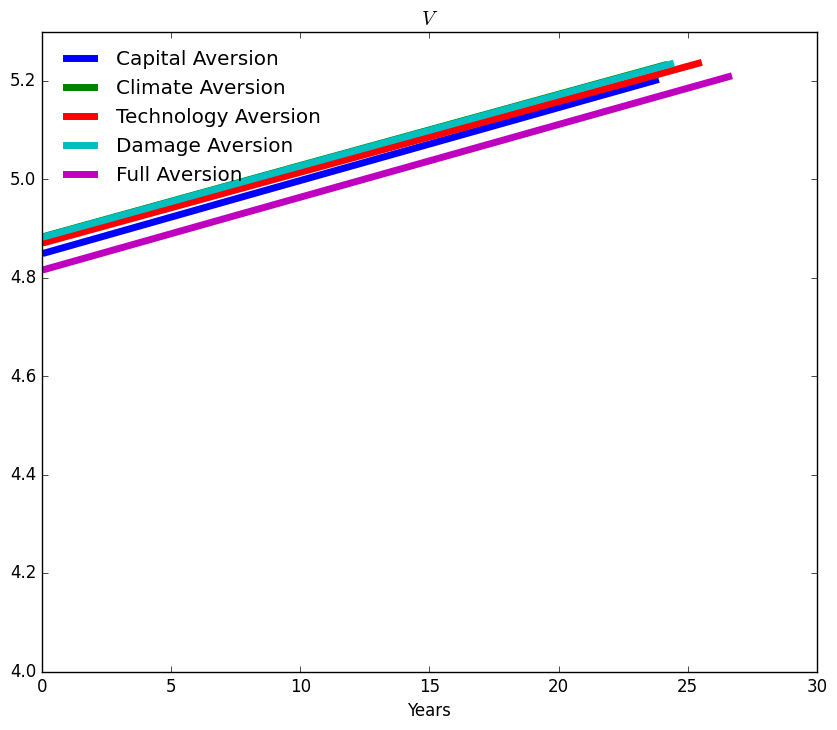 V
5.2
5.0
4.8
4.6
4.4
4.2
4.0
Capital Aversion
Climate Aversion
Technology Aversion
Damage Aversion
Full Aversion
0 5 10 15 20 25 30
Years